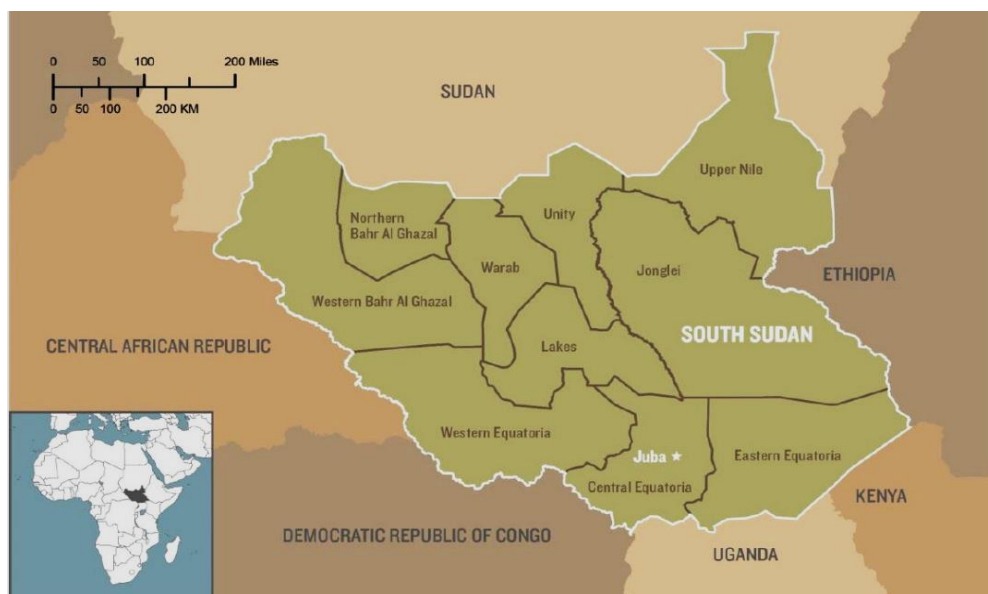 0 50 100 200 Miles
0 50 100 200 KM
SUDAN
Upper Nile
Northern
Bahr Al Ghazal
Unity
Warab
Jonglei
ETHIOPIA
Western Bahr Al Ghazal
SOUTH SUDAN
CENTRAL AFRICAN REPUBLIC
Lakes
Western Equatoria
Juba
Eastern Equatoria
Central Equatoria
KENYA
DEMOCRATIC REPUBLIC OF CONGO
UGANDA